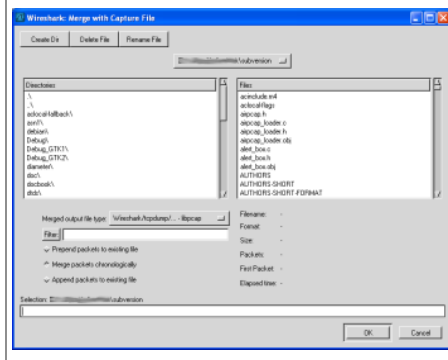 Wireshark: Merge with Capture File
Create Dir Delete File Rename File
\subversion
Directories
.\
..\
aclocal-fallback\
asn1\
debian\
Debug\
Debug_GTK1\
Debug_GTK2\
diameter\
doc\
docbook\
dtds\
Files
acinclude.m4
aclocal-flags
airpcap.h
airpcap_loader.c
airpcap_loader.h
airpcap_loader.obj
alert_box.c
alert_box.h
alert_box.obj
AUTHORS
AUTHORS-SHORT
AUTHORS-SHORT-FORMAT
Merged output file type: Wireshark/tcpdump/... - libpcap
Filter:
Prepend packets to existing file
Merge packets chronologically
Append packets to existing file
Filename: -
Format: -
Size: -
Packets: -
First Packet: -
Elapsed time: -
Selection: \subversion
OK Cancel